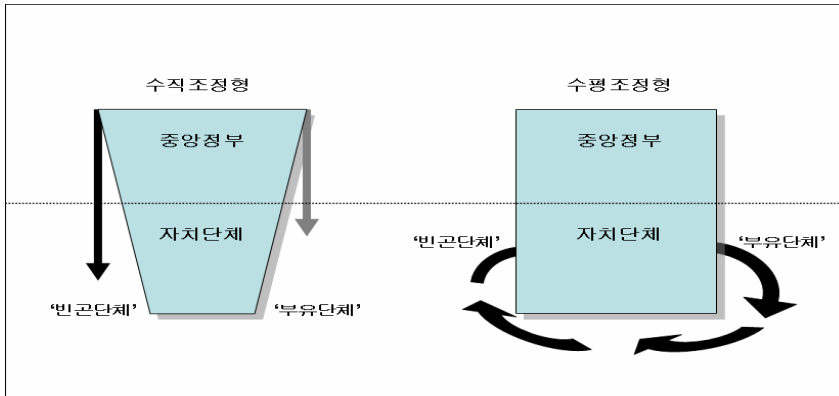 수직조정형
중앙정부
자치단체
‘빈곤단체’
‘부유단체’
수평조정형
중앙정부
자치단체
‘빈곤단체’
‘부유단체’